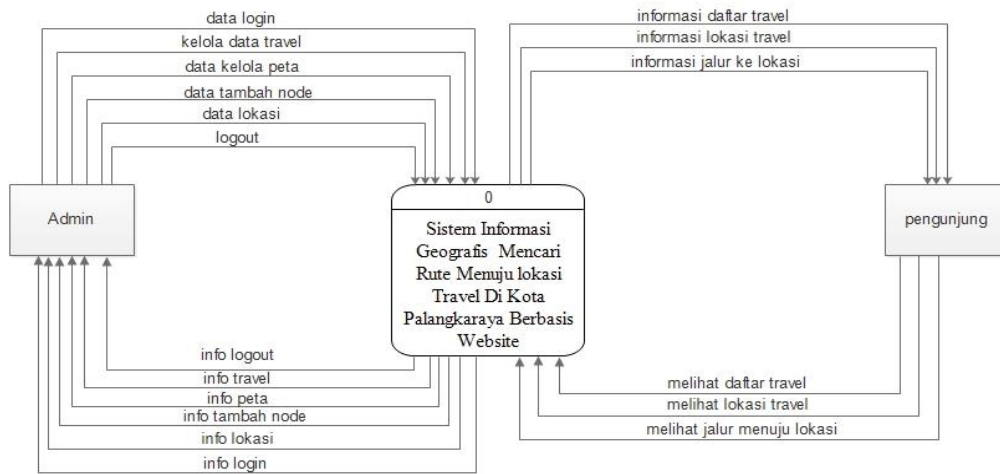 data login
kelola data travel
data kelola peta
data tambah node
data lokasi
logout
informasi daftar travel
informasi lokasi travel
informasi jalur ke lokasi
Admin
0
Sistem Informasi
Geografis Mencari
Rute Menuju lokasi
Travel Di Kota
Palangkaraya Berbasis
Website
pengunjung
info logout
info travel
info peta
info tambah node
info lokasi
info login
melihat daftar travel
melihat lokasi travel
melihat jalur menuju lokasi